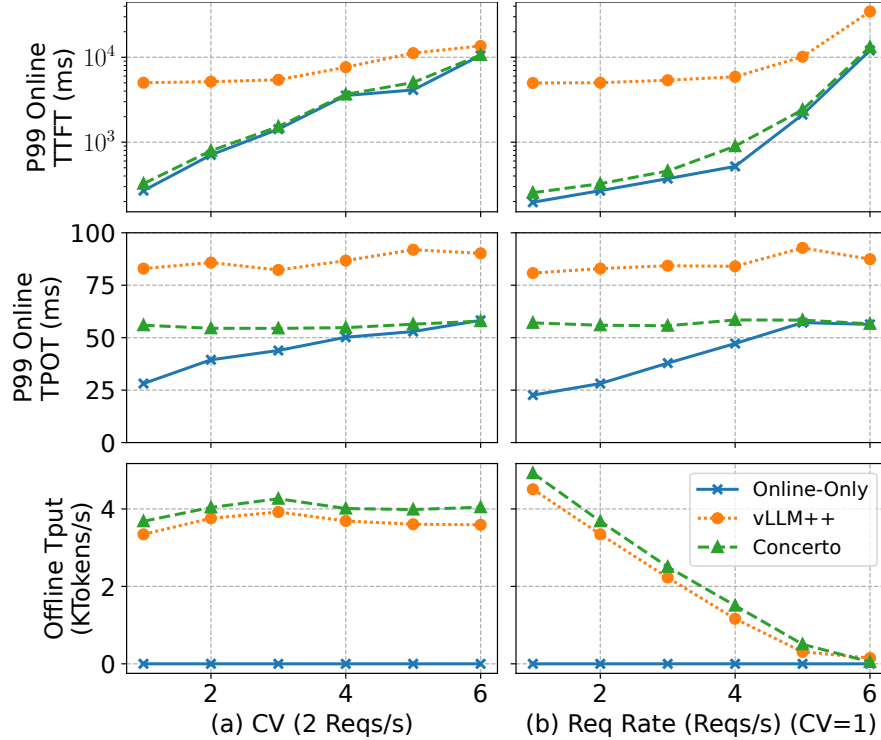 P99 Online
TTFT (ms)
10^4
10^3
P99 Online
TPOT (ms)
100
75
50
25
0
Offline Tput
(KTokens/s)
4
2
0
Online-Only
vLLM++
Concerto
2 4 6
2 4 6
(a) CV (2 Reqs/s)
(b) Req Rate (Reqs/s) (CV=1)